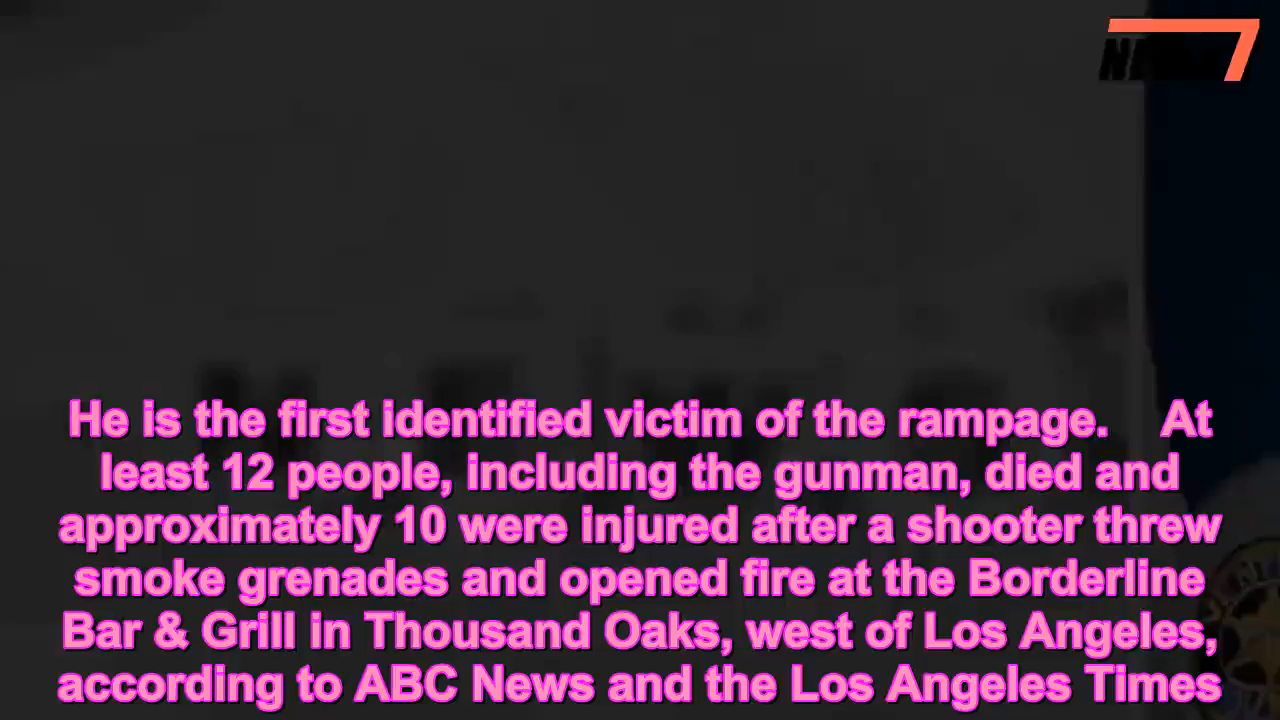 He is the first identified victim of the rampage. At
least 12 people, including the gunman, died and
approximately 10 were injured after a shooter threw
smoke grenades and opened fire at the Borderline
Bar & Grill in Thousand Oaks, west of Los Angeles,
according to ABC News and the Los Angeles Times